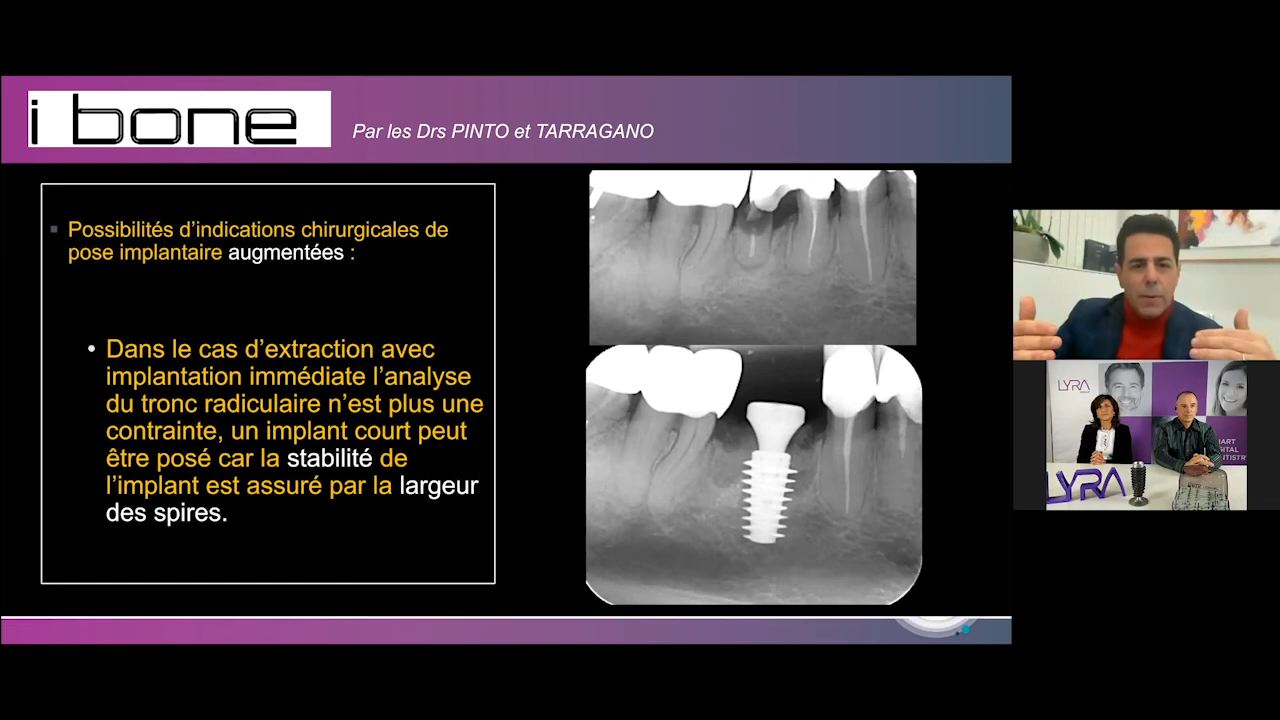 i bone
Par les Drs PINTO et TARRAGANO
Possibilités d’indications chirurgicales de
pose implantaire augmentées :
Dans le cas d’extraction avec
implantation immédiate l’analyse
du tronc radiculaire n’est plus une
contrainte, un implant court peut
être posé car la stabilité de
l’implant est assuré par la largeur
des spires.
LYRA
LYRA